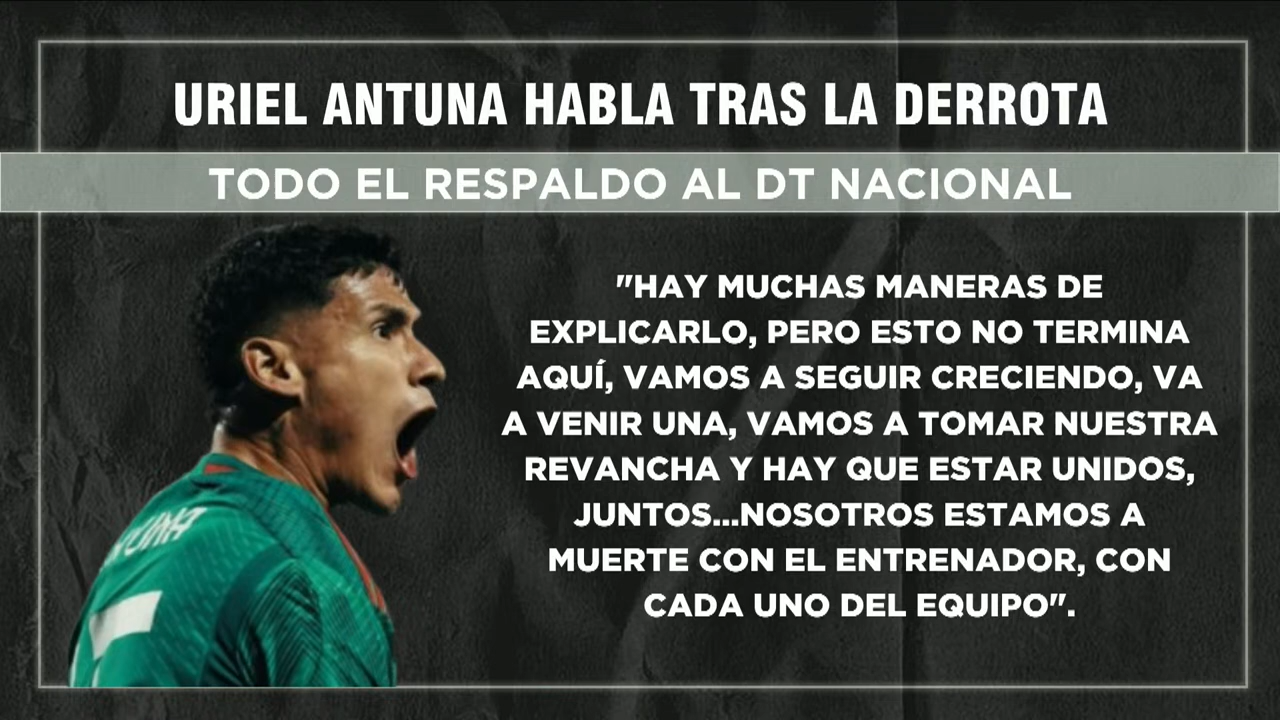 URIEL ANTUNA HABLA TRAS LA DERROTA
TODO EL RESPALDO AL DT NACIONAL
"HAY MUCHAS MANERAS DE
EXPLICARLO, PERO ESTO NO TERMINA
AQUÍ, VAMOS A SEGUIR CRECIENDO, VA
A VENIR UNA, VAMOS A TOMAR NUESTRA
REVANCHA Y HAY QUE ESTAR UNIDOS,
JUNTOS...NOSOTROS ESTAMOS A
MUERTE CON EL ENTRENADOR, CON
CADA UNO DEL EQUIPO".